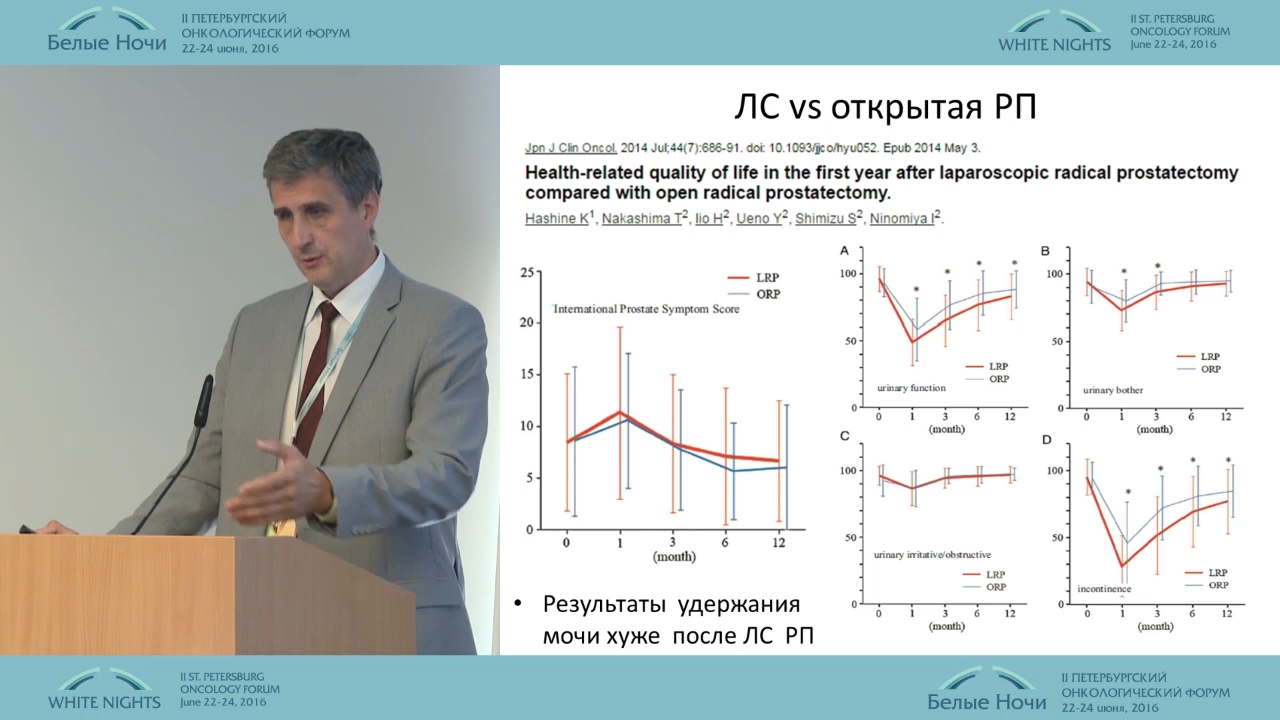 Белые Ночи
II ПЕТЕРБУРГСКИЙ
ОНКОЛОГИЧЕСКИЙ ФОРУМ
22-24 июня, 2016
WHITE NIGHTS
II ST. PETERSBURG
ONCOLOGY FORUM
June 22-24, 2016
ЛС vs открытая РП
Jpn J Clin Oncol. 2014 Jul;44(7):686-91. doi: 10.1093/jjco/hyu052. Epub 2014 May 3.
Health-related quality of life in the first year after laparoscopic radical prostatectomy
compared with open radical prostatectomy.
Hashine K1, Nakashima T2, Iio H2, Ueno Y2, Shimizu S2, Ninomiya I2.
25
20
15
10
5
0
LRP
ORP
International Prostate Symptom Score
0 1 3 6 12
(month)
A
100
50
0
* * * *
LRP
ORP
urinary function
0 1 3 6 12
(month)
B
100
50
0
* *
LRP
ORP
urinary bother
0 1 3 6 12
(month)
C
100
50
0
urinary irritative/obstructive
LRP
ORP
0 1 3 6 12
(month)
D
100
50
0
* * * *
LRP
ORP
incontinence
0 1 3 6 12
(month)
• Результаты удержания
мочи хуже после ЛС РП
WHITE NIGHTS
II ST. PETERSBURG
ONCOLOGY FORUM
June 22-24, 2016
Белые Ночи
II ПЕТЕРБУРГСКИЙ
ОНКОЛОГИЧЕСКИЙ ФОРУМ
22-24 июня, 2016